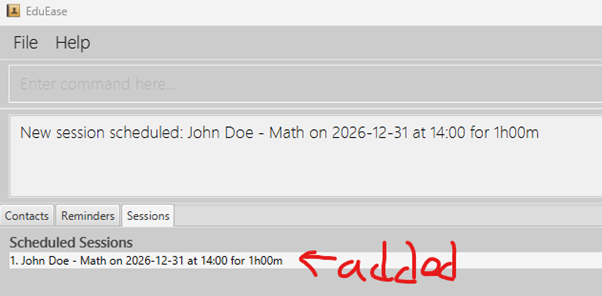 EduEase
File Help
Enter command here...
New session scheduled: John Doe - Math on 2026-12-31 at 14:00 for 1h00m
Contacts Reminders Sessions
Scheduled Sessions
1. John Doe - Math on 2026-12-31 at 14:00 for 1h00m added